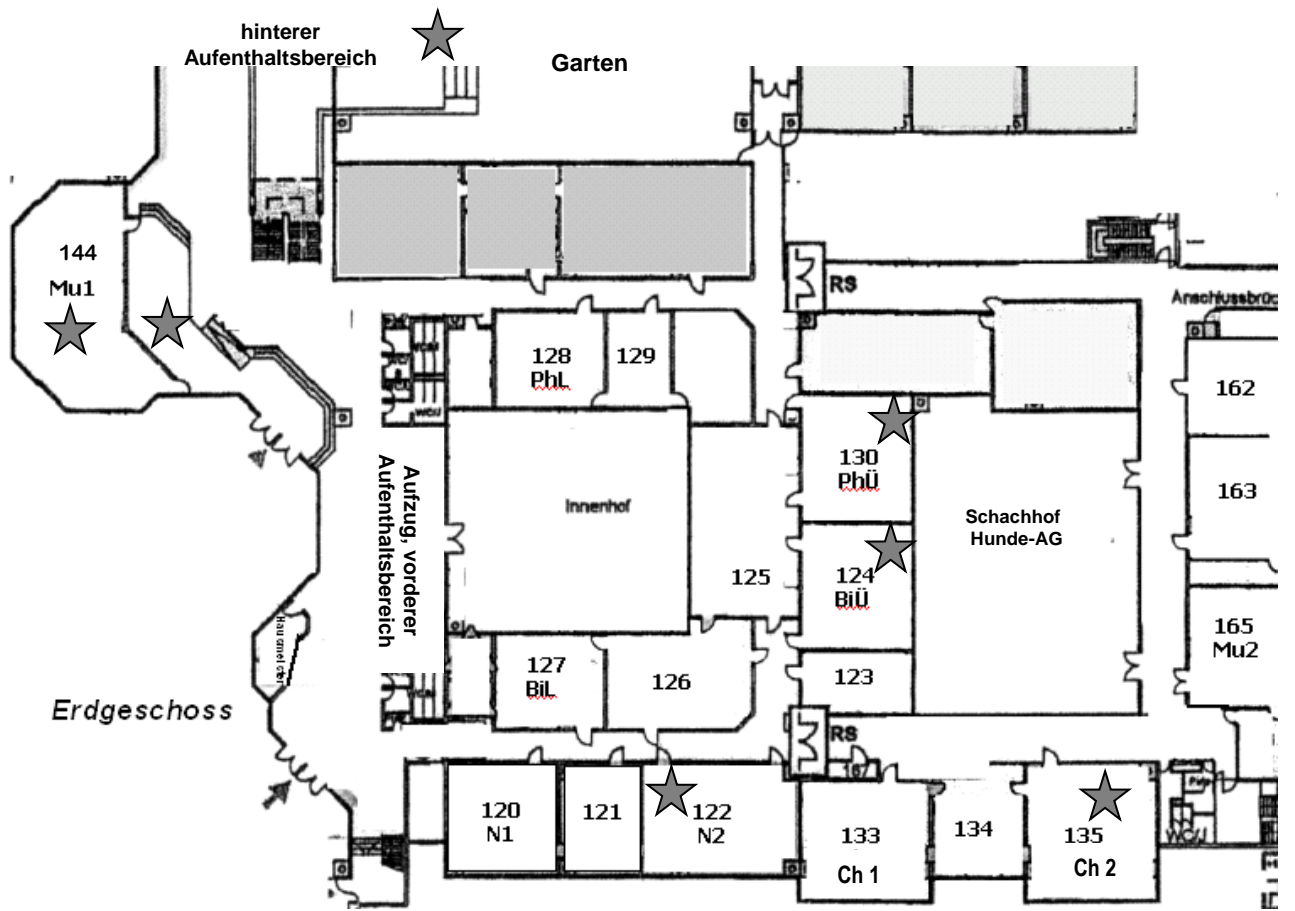 hinterer
Aufenthaltsbereich
Garten
144
Mu1
RS
128
PhL
129
162
130
PhÜ
163
Aufzug, vorderer
Aufenthaltsbereich
Innenhof
Schachhof
Hunde-AG
125
124
BiÜ
127
BiL
126
123
165
Mu2
Erdgeschoss
RS
120
N1
121
122
N2
133
Ch 1
134
135
Ch 2
WC/J